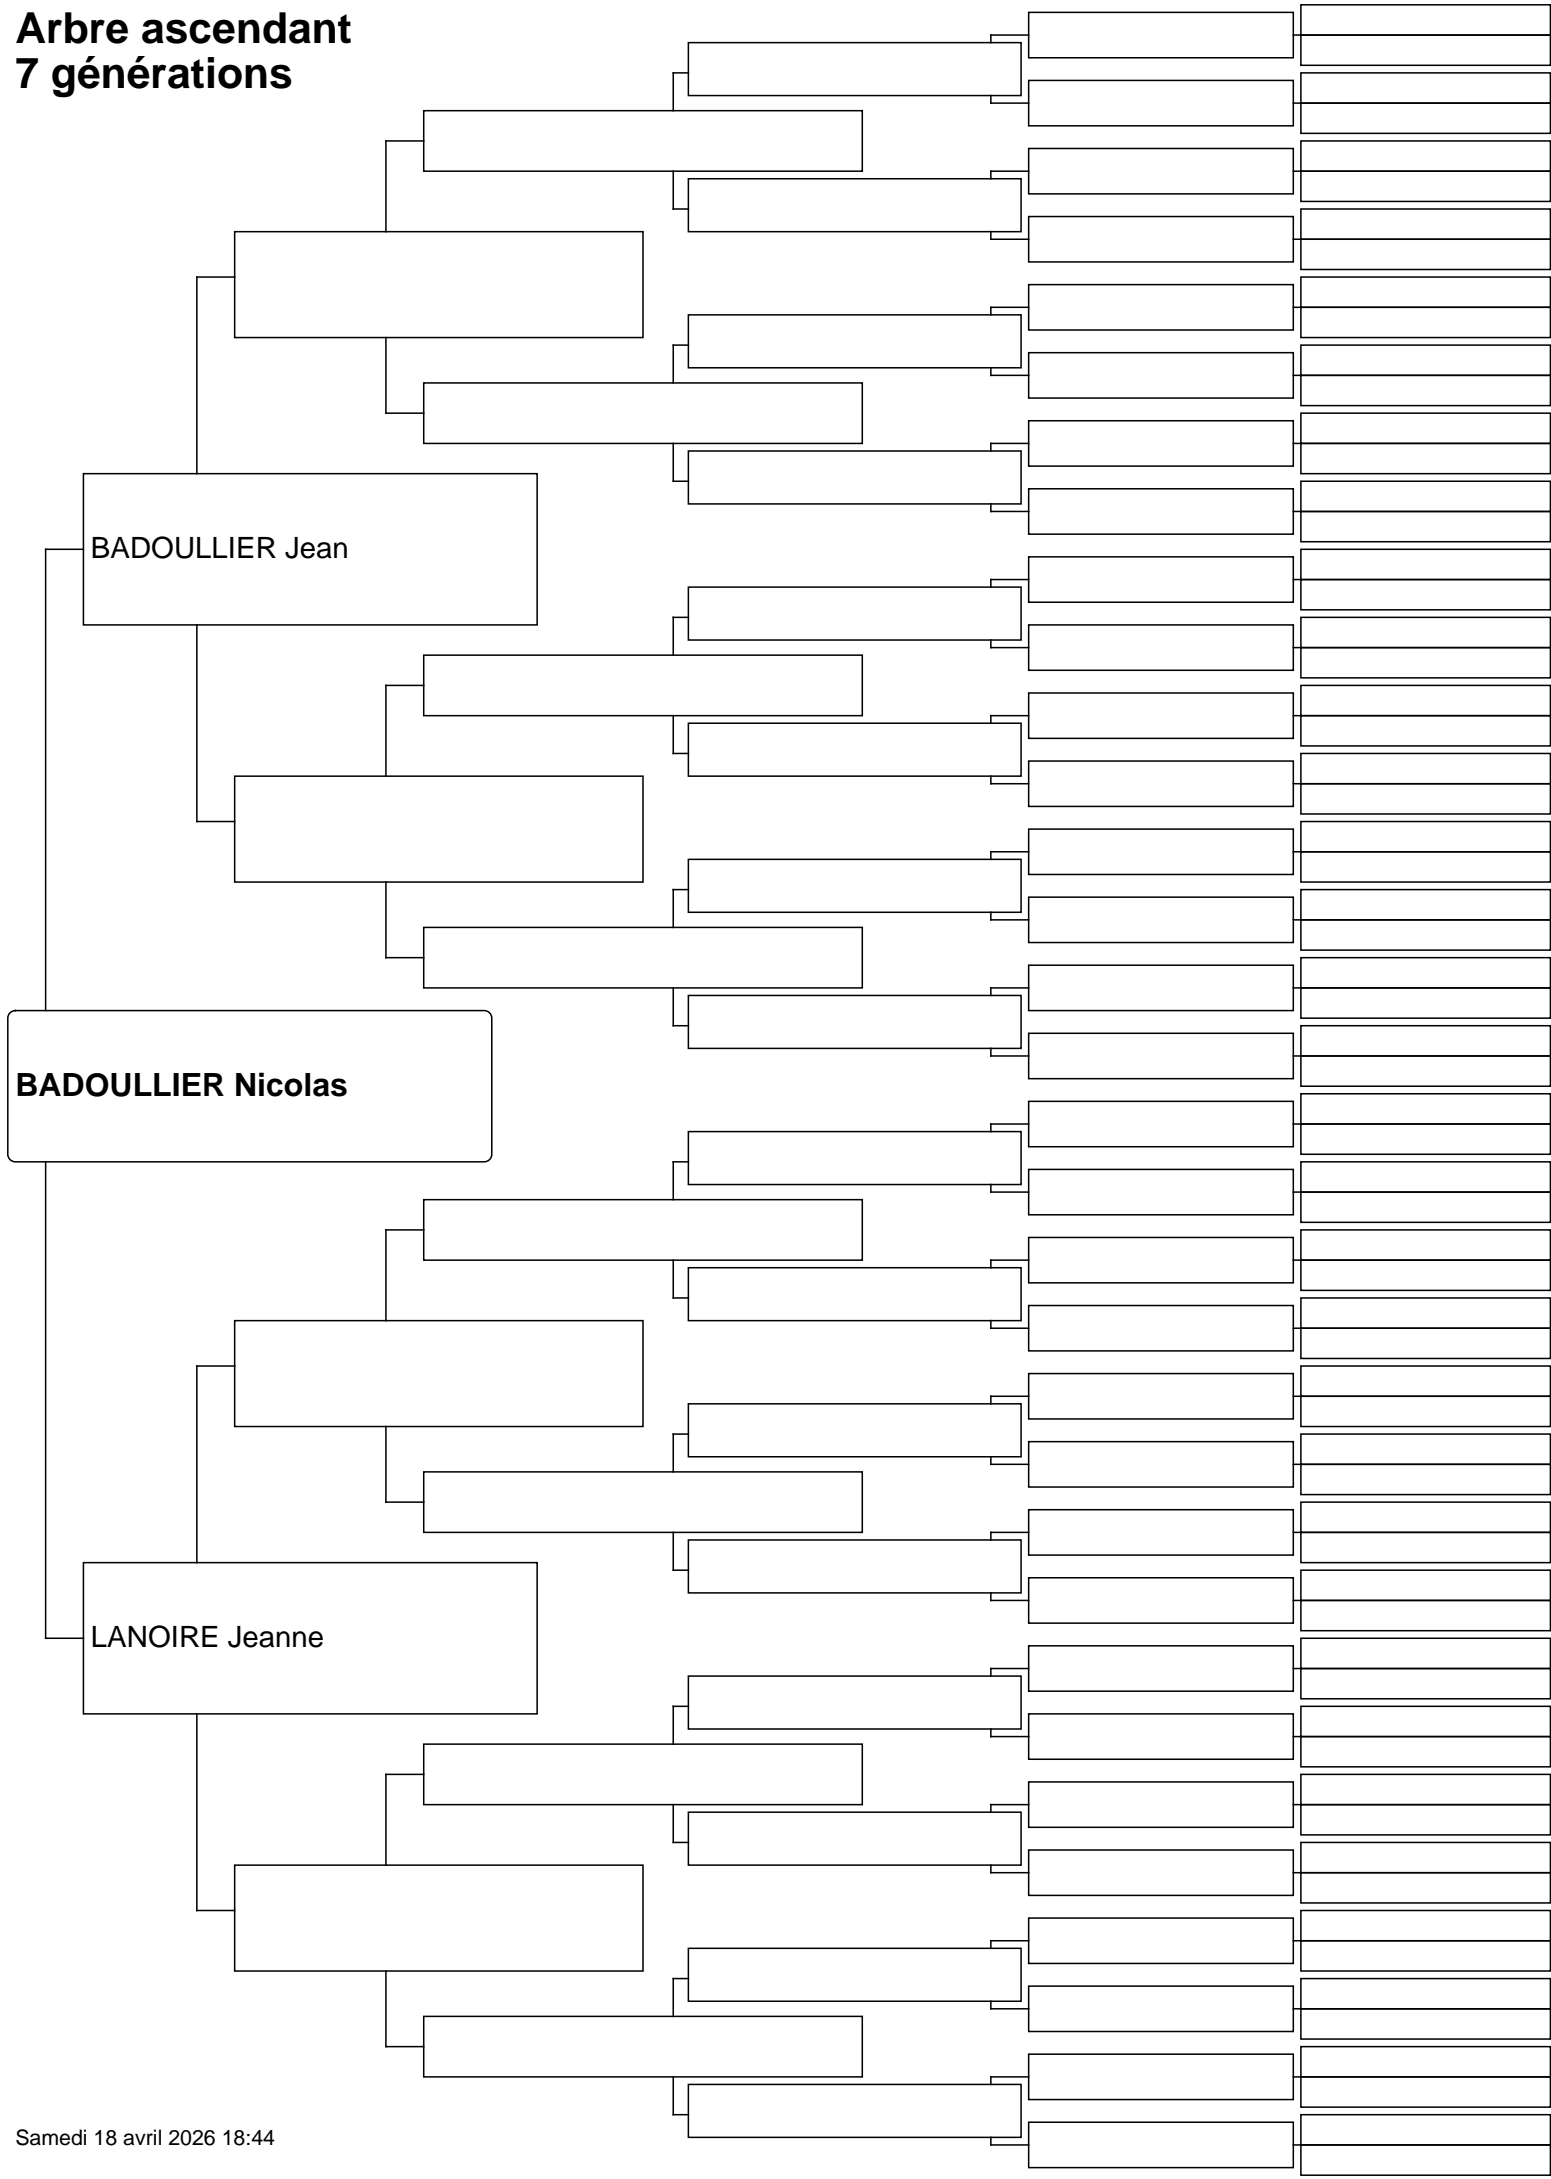 Arbre ascendant
7 générations
BADOULLIER Jean
BADOULLIER Nicolas
LANOIRE Jeanne
Samedi 18 avril 2026 18:44